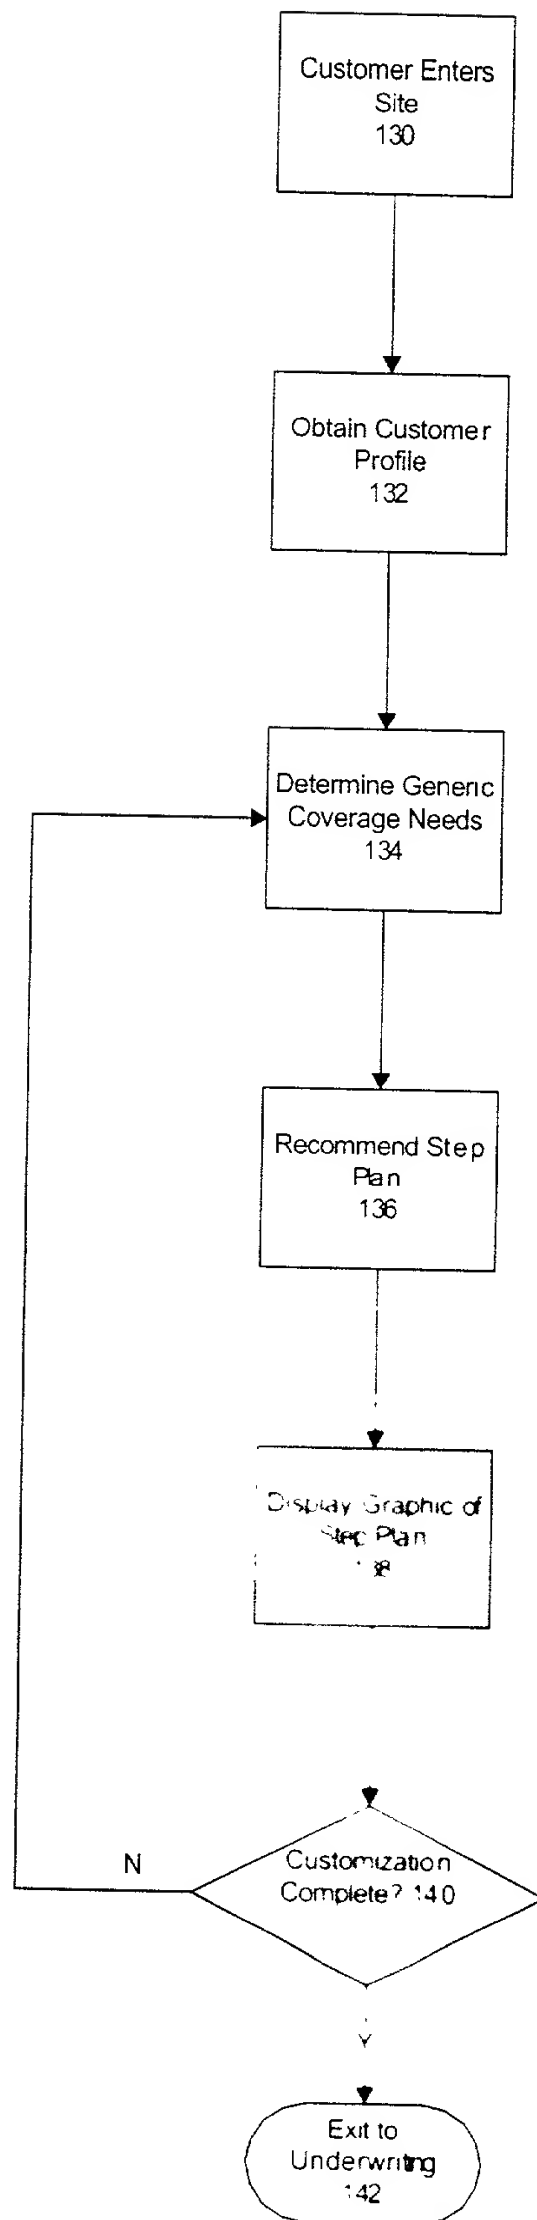 Customer Enters
Site
130
Obtain Customer
Profile
132
Determine Generic
Coverage Needs
134
Recommend Step
Plan
136
Display Graphic of
Step Plan
138
N
Customization
Complete? 140
Y
Exit to
Underwriting
142